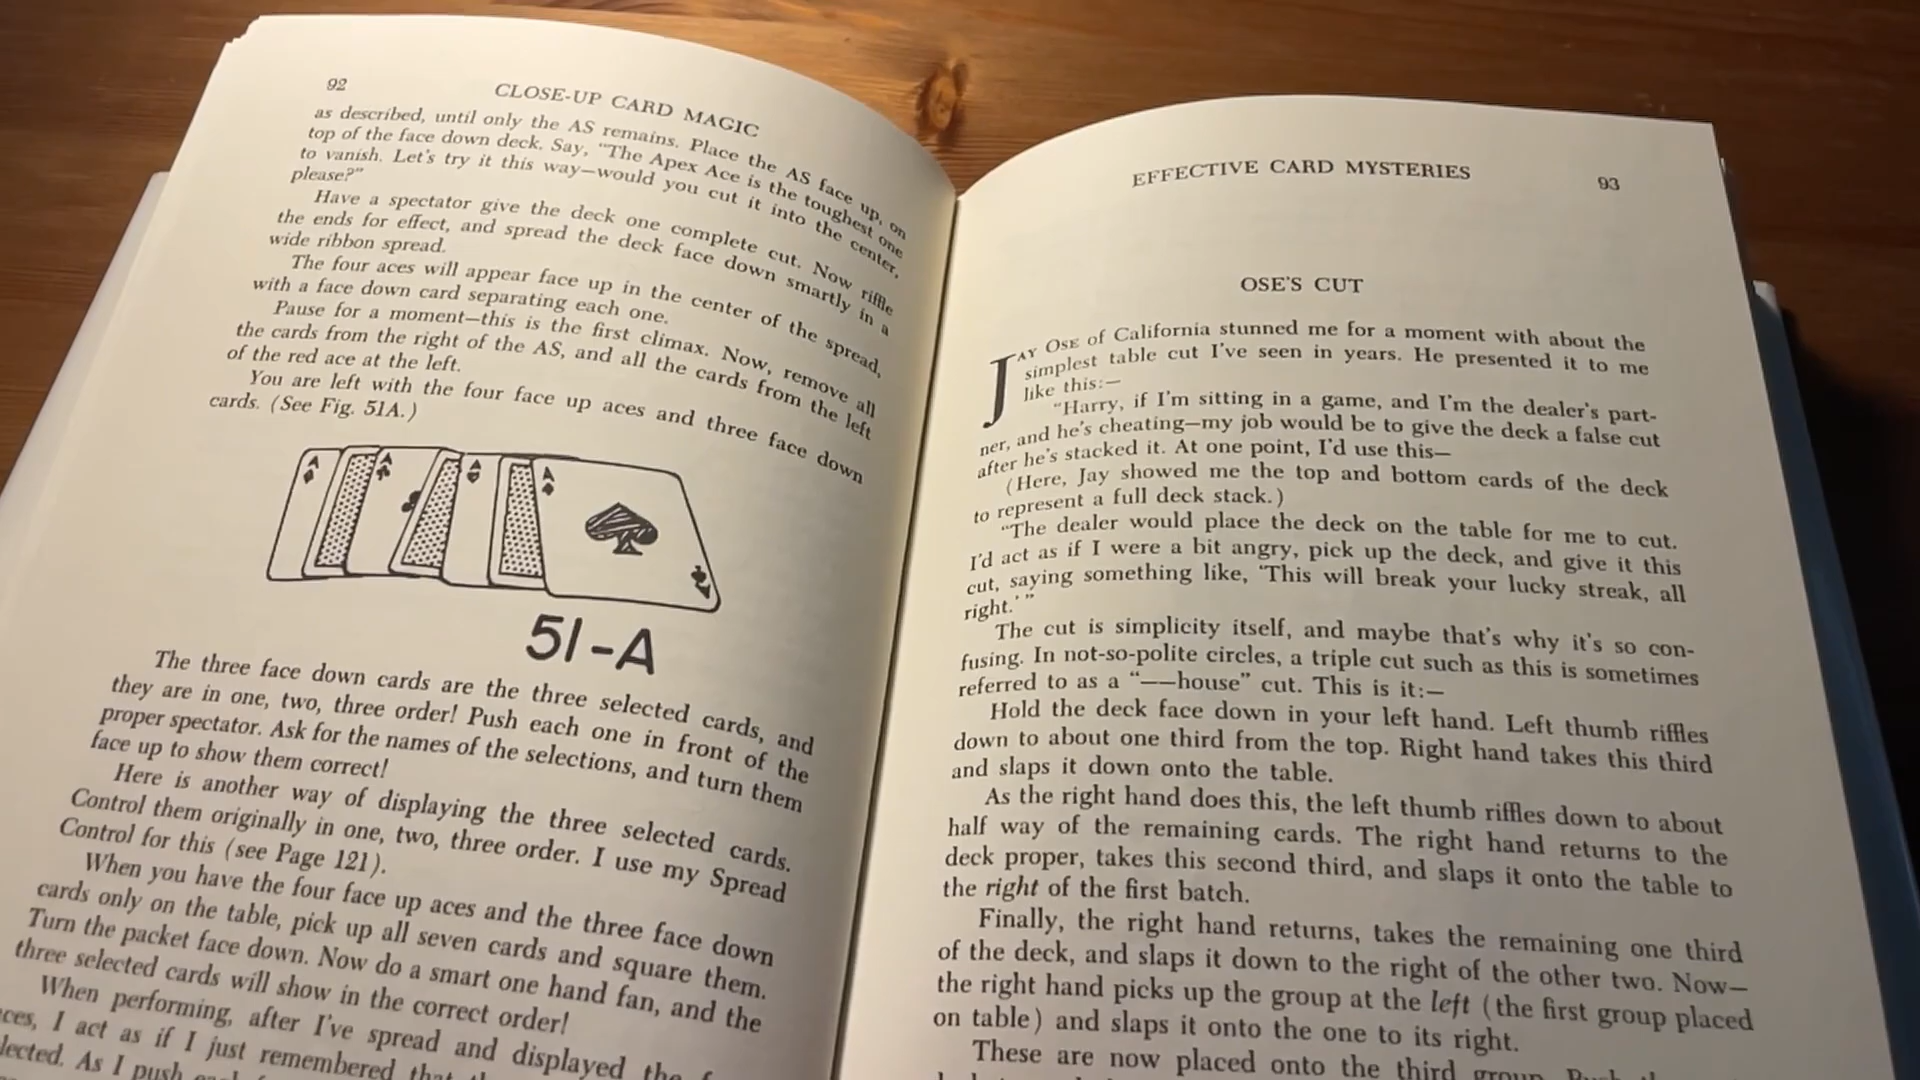 92
CLOSE-UP CARD MAGIC
as described, until only the AS remains. Place the AS face up, on
top of the face down deck. Say, "The Apex Ace is the toughest one
to vanish. Let's try it this way—would you cut it into the center,
please?"
Have a spectator give the deck one complete cut. Now riffle
the ends for effect, and spread the deck face down smartly in a
wide ribbon spread.
The four aces will appear face up in the center of the spread,
with a face down card separating each one.
Pause for a moment—this is the first climax. Now, remove all
the cards from the right of the AS, and all the cards from the left
of the red ace at the left.
You are left with the four face up aces and three face down
cards. (See Fig. 51A.)
A
A
A
A
A
51-A
The three face down cards are the three selected cards, and
they are in one, two, three order! Push each one in front of the
proper spectator. Ask for the names of the selections, and turn them
face up to show them correct!
Here is another way of displaying the three selected cards.
Control them originally in one, two, three order. I use my Spread
Control for this (see Page 121).
When you have the four face up aces and the three face down
cards only on the table, pick up all seven cards and square them.
Turn the packet face down. Now do a smart one hand fan, and the
three selected cards will show in the correct order!
When performing, after I've spread and displayed the
I act as if I just remembered that
As I push
EFFECTIVE CARD MYSTERIES
93
OSE'S CUT
JAY OSE of California stunned me for a moment with about the
simplest table cut I've seen in years. He presented it to me
like this:—
"Harry, if I'm sitting in a game, and I'm the dealer's part-
ner, and he's cheating—my job would be to give the deck a false cut
after he's stacked it. At one point, I'd use this—
(Here, Jay showed me the top and bottom cards of the deck
to represent a full deck stack.)
"The dealer would place the deck on the table for me to cut.
I'd act as if I were a bit angry, pick up the deck, and give it this
cut, saying something like, 'This will break your lucky streak, all
right.' "
The cut is simplicity itself, and maybe that's why it's so con-
fusing. In not-so-polite circles, a triple cut such as this is sometimes
referred to as a "——house" cut. This is it:—
Hold the deck face down in your left hand. Left thumb riffles
down to about one third from the top. Right hand takes this third
and slaps it down onto the table.
As the right hand does this, the left thumb riffles down to about
half way of the remaining cards. The right hand returns to the
deck proper, takes this second third, and slaps it onto the table to
the right of the first batch.
Finally, the right hand returns, takes the remaining one third
of the deck, and slaps it down to the right of the other two. Now—
the right hand picks up the group at the left (the first group placed
on table) and slaps it onto the one to its right.
These are now placed onto the third group.